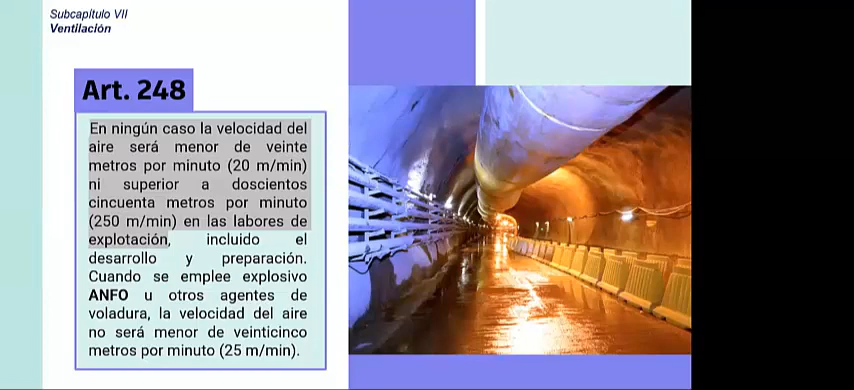 Subcapítulo VII
Ventilación
Art. 248
En ningún caso la velocidad del
aire será menor de veinte
metros por minuto (20 m/min)
ni superior a doscientos
cincuenta metros por minuto
(250 m/min) en las labores de
explotación, incluido el
desarrollo y preparación.
Cuando se emplee explosivo
ANFO u otros agentes de
voladura, la velocidad del aire
no será menor de veinticinco
metros por minuto (25 m/min).